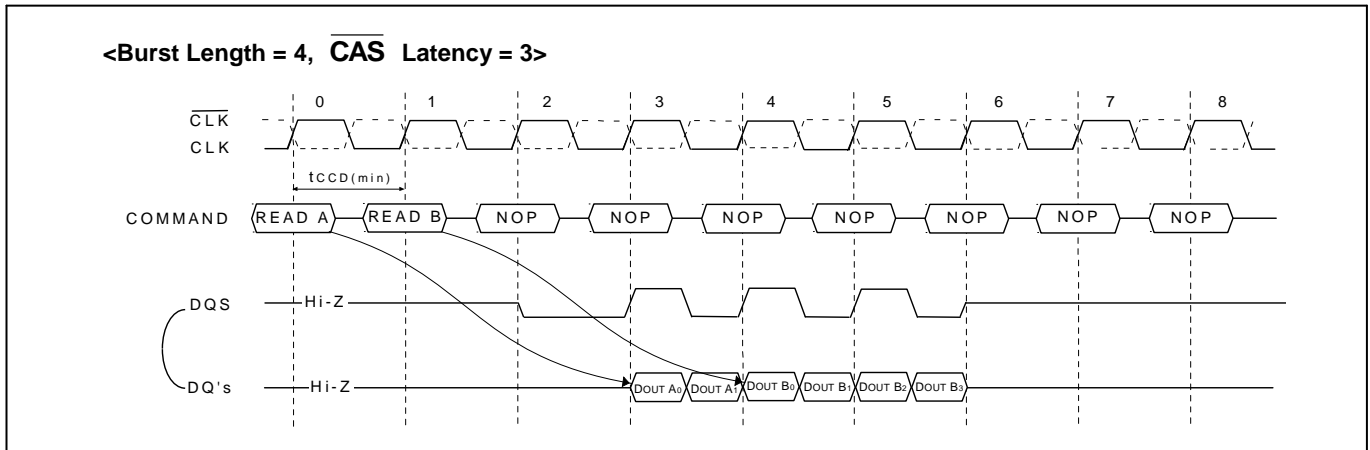 <Burst Length = 4, CAS Latency = 3>
0 1 2 3 4 5 6 7 8
CLK
CLK
tCCD(min)
COMMAND READ A READ B NOP NOP NOP NOP NOP NOP NOP
DQS Hi-Z
DQ's Hi-Z DOUT A0 DOUT A1 DOUT B0 DOUT B1 DOUT B2 DOUT B3